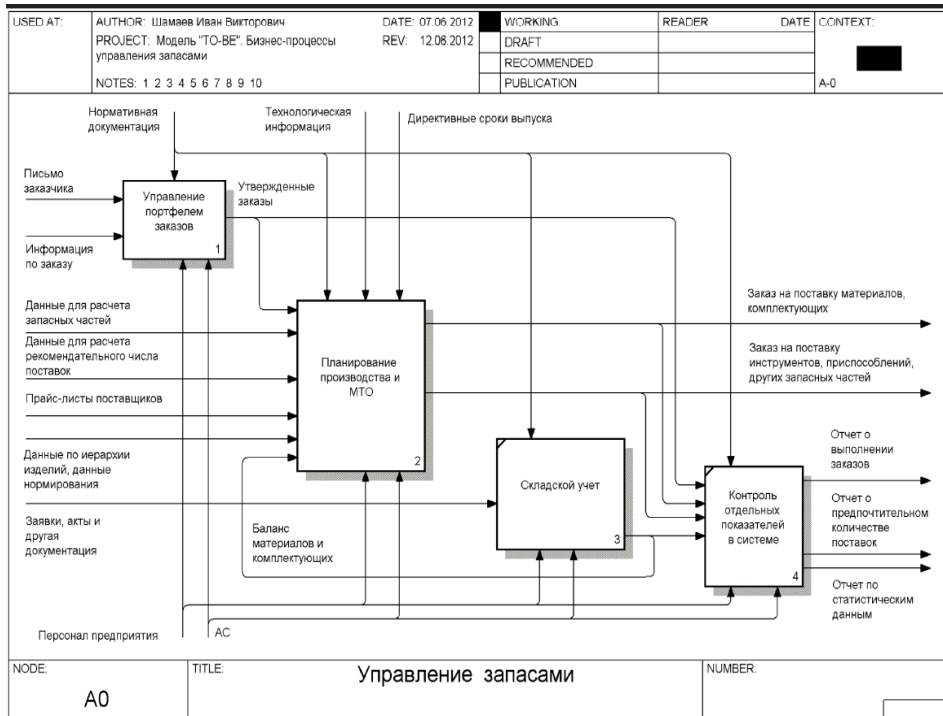 USED AT:
AUTHOR: Шамаев Иван Викторович
DATE: 07.06.2012
PROJECT: Модель "TO-BE". Бизнес-процессы
управления запасами
REV: 12.06.2012
NOTES: 1 2 3 4 5 6 7 8 9 10
WORKING
DRAFT
RECOMMENDED
PUBLICATION
READER
DATE
CONTEXT:
A-0
Нормативная
документация
Технологическая
информация
Директивные сроки выпуска
Письмо
заказчика
Управление
портфелем
заказов
1
Утвержденные
заказы
Информация
по заказу
Данные для расчета
запасных частей
Данные для расчета
рекомендательного числа
поставок
Прайс-листы поставщиков
Данные по иерархии
изделий, данные
нормирования
Заявки, акты и
другая
документация
Планирование
производства и
МТО
2
Заказ на поставку материалов,
комплектующих
Заказ на поставку
инструментов, приспособлений,
других запасных частей
Складской учет
3
Баланс
материалов и
комплектующих
Контроль
отдельных
показателей
в системе
4
Отчет о
выполнении
заказов
Отчет о
предпочтительном
количестве
поставок
Отчет по
статистическим
данным
Персонал предприятия
АС
NODE:
A0
TITLE:
Управление запасами
NUMBER: